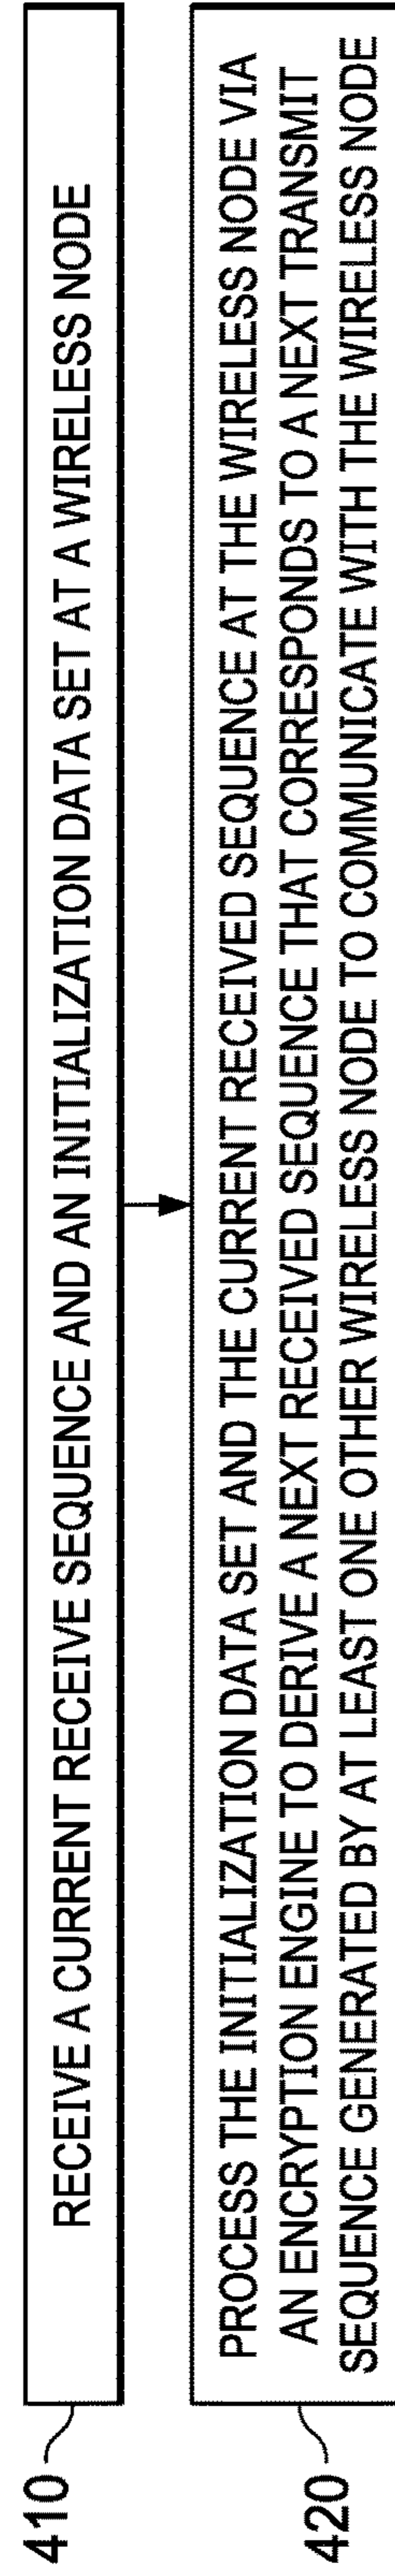 410
RECEIVE A CURRENT RECEIVE SEQUENCE AND AN INITIALIZATION DATA SET AT A WIRELESS NODE
420
PROCESS THE INITIALIZATION DATA SET AND THE CURRENT RECEIVED SEQUENCE AT THE WIRELESS NODE VIA
AN ENCRYPTION ENGINE TO DERIVE A NEXT RECEIVED SEQUENCE THAT CORRESPONDS TO A NEXT TRANSMIT
SEQUENCE GENERATED BY AT LEAST ONE OTHER WIRELESS NODE TO COMMUNICATE WITH THE WIRELESS NODE